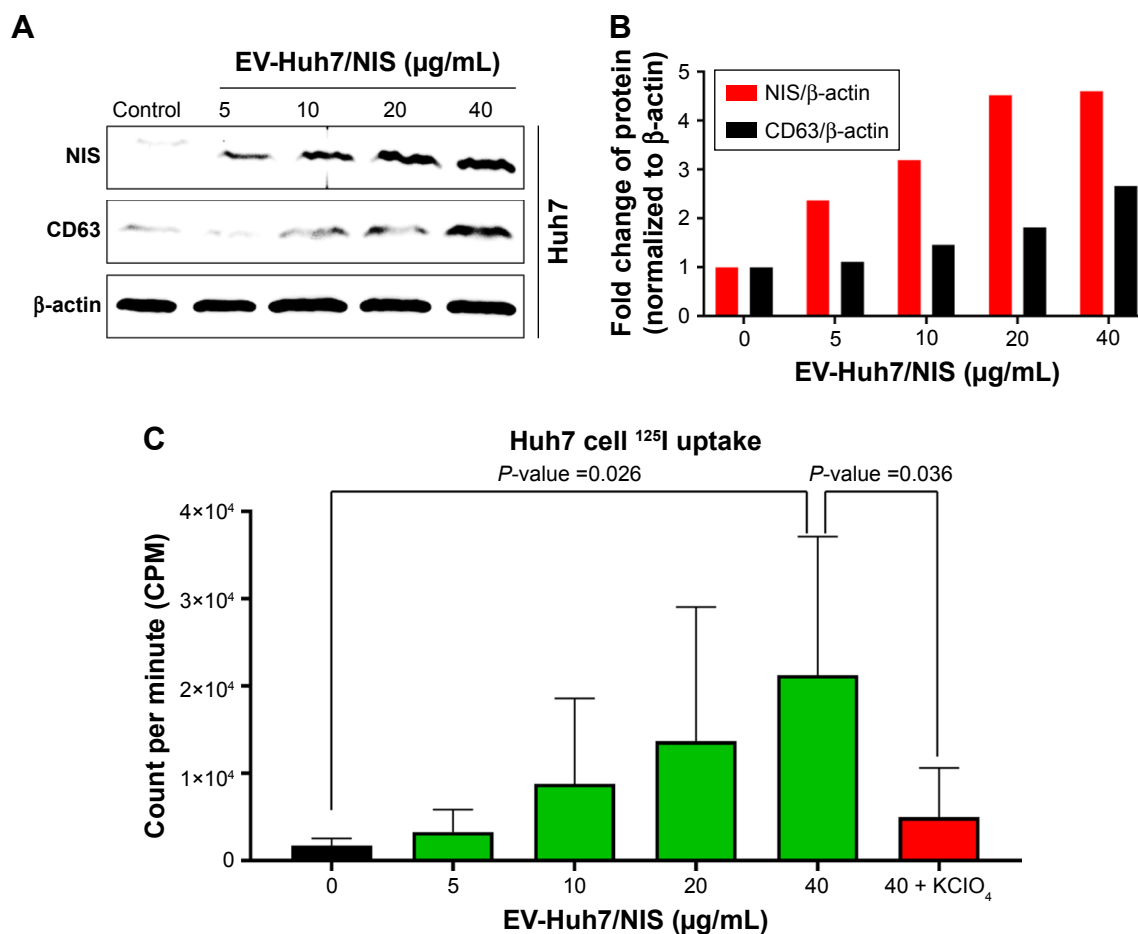 A
EV-Huh7/NIS (µg/mL)
Control 5 10 20 40
NIS
CD63
β-actin
Huh7
B
Fold change of protein
(normalized to β-actin)
5
4
3
2
1
0
NIS/β-actin
CD63/β-actin
0 5 10 20 40
EV-Huh7/NIS (µg/mL)
C
Huh7 cell ¹²⁵I uptake
P-value =0.026 P-value =0.036
Count per minute (CPM)
4×10⁴
3×10⁴
2×10⁴
1×10⁴
0
0 5 10 20 40 40 + KClO₄
EV-Huh7/NIS (µg/mL)